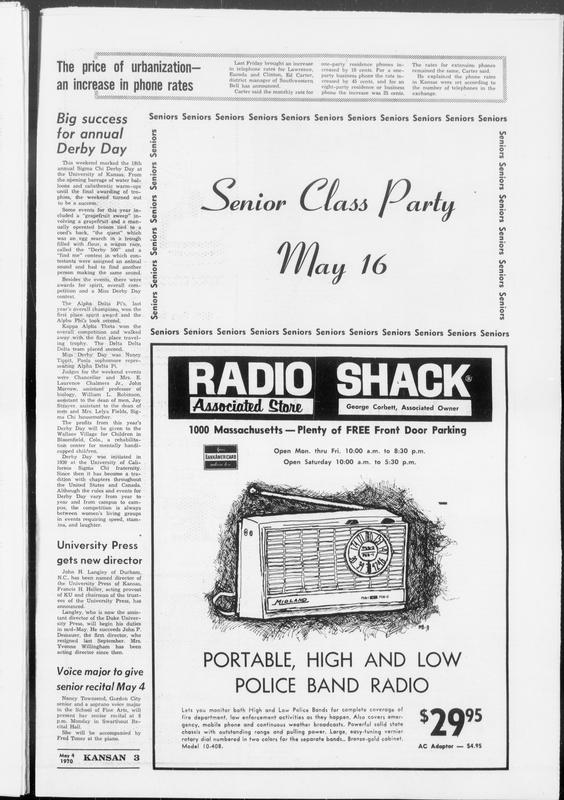 The price of urbanization—
an increase in phone rates
Last Friday brought an increase
in telephone rates for Lawrence,
Eudora and Clinton, Ed Carter,
district manager of Southwestern
Bell has announced.
Carter said the monthly rate for
one-party residence phones in-
creased by 10 cents. For a one-
party business phone the rate in-
creased by 45 cents, and for an
eight-party residence or business
phone the increase was 25 cents.
The rates for extension phones
remained the same, Carter said.
He explained the phone rates
in Kansas were set according to
the number of telephones in the
exchange.
Big success
for annual
Derby Day
This weekend marked the 18th
annual Sigma Chi Derby Day at
the University of Kansas. From
the opening barrage of water bal-
loons and calisthentic warm-ups
until the final awarding of tro-
phies, the weekend turned out
to be a success.
Some events for this year in-
cluded a "grapefruit sweep" in-
volving a grapefruit and a man-
ually operated broom tied to a
coed's back, "the quest" which
was an egg search in a trough
filled with flour, a wagon race,
called the "Derby 500" and a
"find me" contest in which con-
testants were assigned an animal
sound and had to find another
person making the same sound.
Besides the events, there were
awards for spirit, overall com-
petition and a Miss Derby Day
contest.
The Alpha Delta Pi's, last
year's overall champions, won the
first place spirit award and the
Alpha Phi's took second.
Kappa Alpha Theta won the
overall competition and walked
away with the first place travel-
ing trophy. The Delta Delta
Delta team placed second.
Miss Derby Day was Nancy
Tippit, Paola sophomore repre-
senting Alpha Delta Pi.
Judges for the weekend events
were Chancellor and Mrs. E.
Laurence Chalmers Jr., John
Marrow, assistant professor of
biology, William L. Robinson,
assistant to the dean of men, Jay
Strayer, assistant to the dean of
men and Mrs. Lelya Fields, Sig-
ma Chi housemother.
The profits from this year's
Derby Day will be given to the
Wallace Village for Children in
Bloomfield, Colo., a rehabilita-
tion center for mentally handi-
capped children.
Derby Day was initiated in
1930 at the University of Cali-
fornia Sigma Chi fraternity.
Since then it has become a tra-
dition with chapters throughout
the United States and Canada.
Although the rules and events for
Derby Day vary from year to
year and from campus to cam-
pus, the competition is always
between women's living groups
in events requiring speed, stam-
ina, and laughter.
University Press
gets new director
John H. Langley of Durham,
N.C., has been named director of
the University Press of Kansas,
Francis H. Heller, acting provost
of KU and chairman of the trust-
ees of the University Press, has
announced.
Langley, who is now the assis-
tant director of the Duke Univer-
sity Press, will begin his duties
in mid-May. He succeeds John P.
Dessauer, the first director, who
resigned last September. Mrs.
Yvonne Willingham has been
acting director since then.
Voice major to give
senior recital May 4
Nancy Townsend, Garden City
senior and a soprano voice major
in the School of Fine Arts, will
present her senior recital at 8
p.m. Monday in Swarthout Re-
cital Hall.
She will be accompanied by
Fred Toner at the piano.
May 4
1970 KANSAN 3
Seniors Seniors Seniors Seniors Seniors Seniors Seniors Seniors Seniors Seniors Seniors
Seniors Seniors Seniors Seniors Seniors Seniors
Senior Class Party
May 16
Seniors Seniors Seniors Seniors Seniors Seniors
Seniors Seniors Seniors Seniors Seniors Seniors Seniors Seniors Seniors Seniors Seniors
RADIO SHACK®
Associated Store
George Corbett, Associated Owner
1000 Massachusetts — Plenty of FREE Front Door Parking
BANKAMERICARD
Open Mon. thru Fri. 10:00 a.m. to 8:30 p.m.
Open Saturday 10:00 a.m. to 5:30 p.m.
MIDLAND
PORTABLE, HIGH AND LOW
POLICE BAND RADIO
Lets you monitor both High and Low Police Bands for complete coverage of
fire department, law enforcement activities as they happen. Also covers emer-
gency, mobile phone and continuous weather broadcasts. Powerful solid state
chassis with outstanding range and pulling power. Large, easy-tuning vernier
rotary dial numbered in two colors for the separate bands. Bronze-gold cabinet.
Model 10-408.
$29.95
AC Adaptor — $4.95